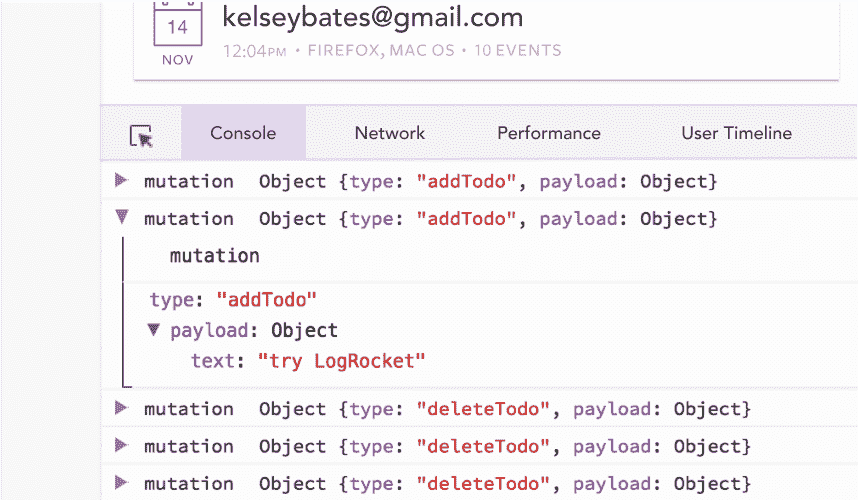 14
NOV
kelseybates@gmail.com
12:04PM • FIREFOX, MAC OS • 10 EVENTS
Console Network Performance User Timeline
mutation Object {type: "addTodo", payload: Object}
mutation Object {type: "addTodo", payload: Object}
mutation
type: "addTodo"
payload: Object
text: "try LogRocket"
mutation Object {type: "deleteTodo", payload: Object}
mutation Object {type: "deleteTodo", payload: Object}
mutation Object {type: "deleteTodo", payload: Object}